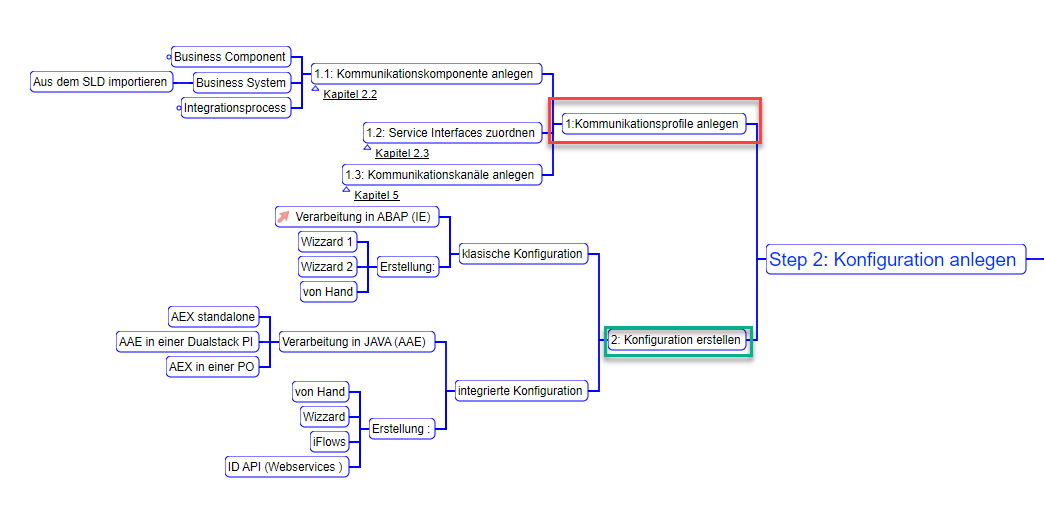 Step 2: Konfiguration anlegen
1:Kommunikationsprofile anlegen
1.1: Kommunikationskomponente anlegen
Kapitel 2.2
Business Component
Business System
Aus dem SLD importieren
Integrationsprocess
1.2: Service Interfaces zuordnen
Kapitel 2.3
1.3: Kommunikationskanäle anlegen
Kapitel 5
2: Konfiguration erstellen
klasische Konfiguration
Verarbeitung in ABAP (IE)
Erstellung:
Wizzard 1
Wizzard 2
von Hand
integrierte Konfiguration
Verarbeitung in JAVA (AAE)
AEX standalone
AAE in einer Dualstack PI
AEX in einer PO
Erstellung :
von Hand
Wizzard
iFlows
ID API (Webservices )